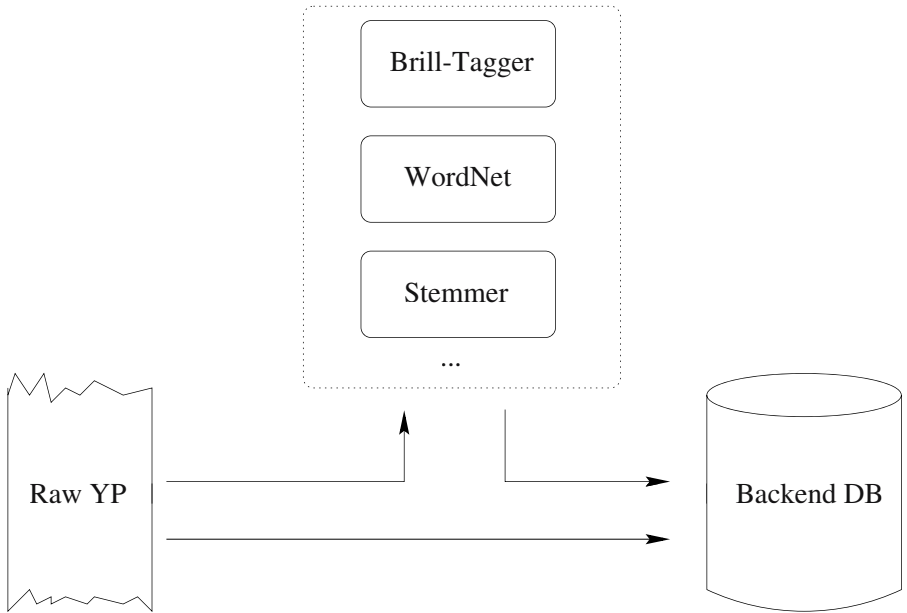 Brill-Tagger
WordNet
Stemmer
...
Raw YP
Backend DB